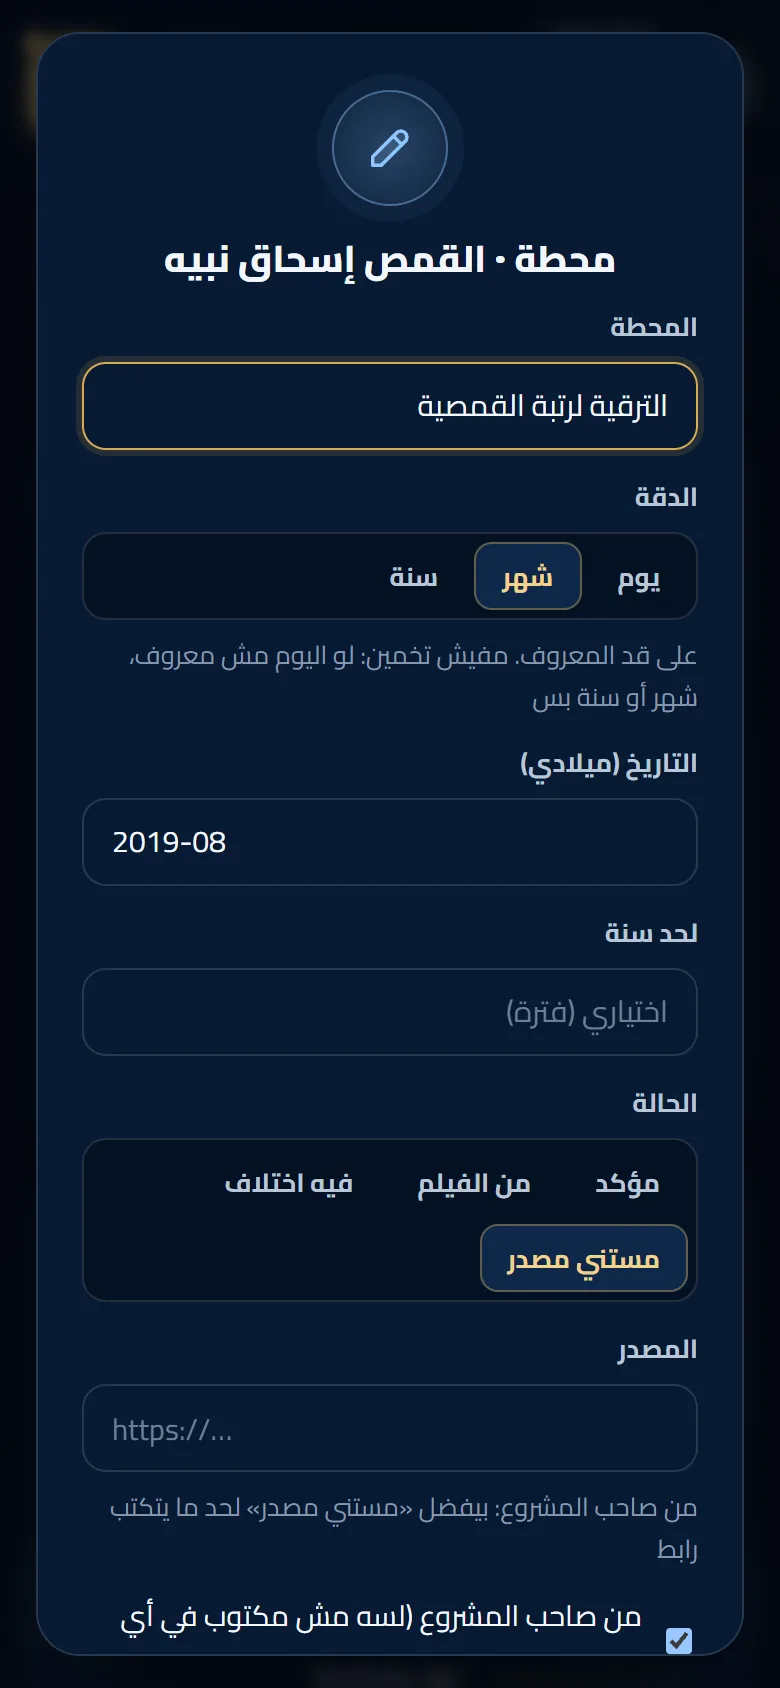 محطة • القمص إسحاق نبيه
المحطة
الترقية لرتبة القمصية
الدقة
يوم شهر سنة
على قد المعروف. مفيش تخمين: لو اليوم مش معروف،
شهر أو سنة بس
التاريخ (ميلادي)
2019-08
لحد سنة
اختياري (فترة)
الحالة
مؤكد من الفيلم فيه اختلاف
مستني مصدر
المصدر
https://...
من صاحب المشروع: بيفضل «مستني مصدر» لحد ما يتكتب
رابط
من صاحب المشروع (لسه مش مكتوب في أي